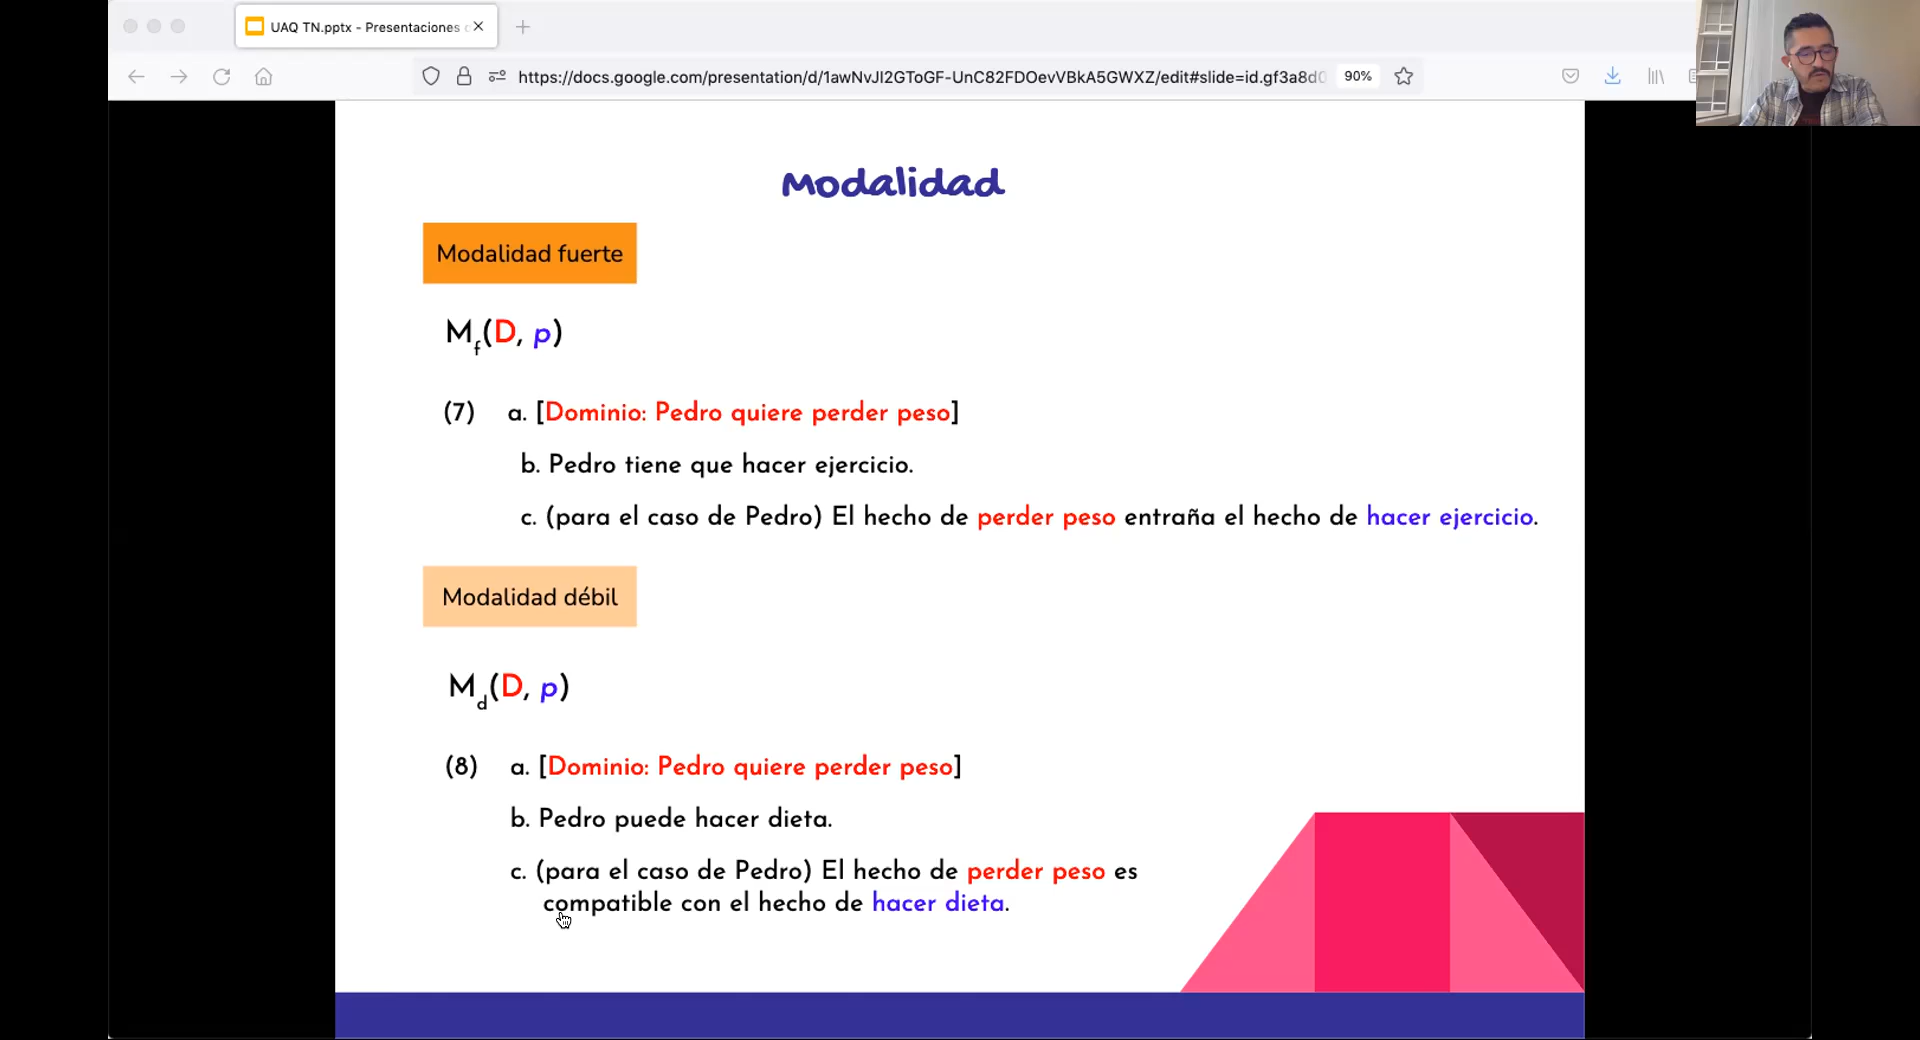 UAQ TN.pptx - Presentaciones
https://docs.google.com/presentation/d/1awNvJI2GToGF-UnC82FDOevVBkA5GWXZ/edit#slide=id.gf3a8d0
90%
Modalidad
Modalidad fuerte
Mf(D, p)
(7) a. [Dominio: Pedro quiere perder peso]
b. Pedro tiene que hacer ejercicio.
c. (para el caso de Pedro) El hecho de perder peso entraña el hecho de hacer ejercicio.
Modalidad débil
Md(D, p)
(8) a. [Dominio: Pedro quiere perder peso]
b. Pedro puede hacer dieta.
c. (para el caso de Pedro) El hecho de perder peso es
compatible con el hecho de hacer dieta.